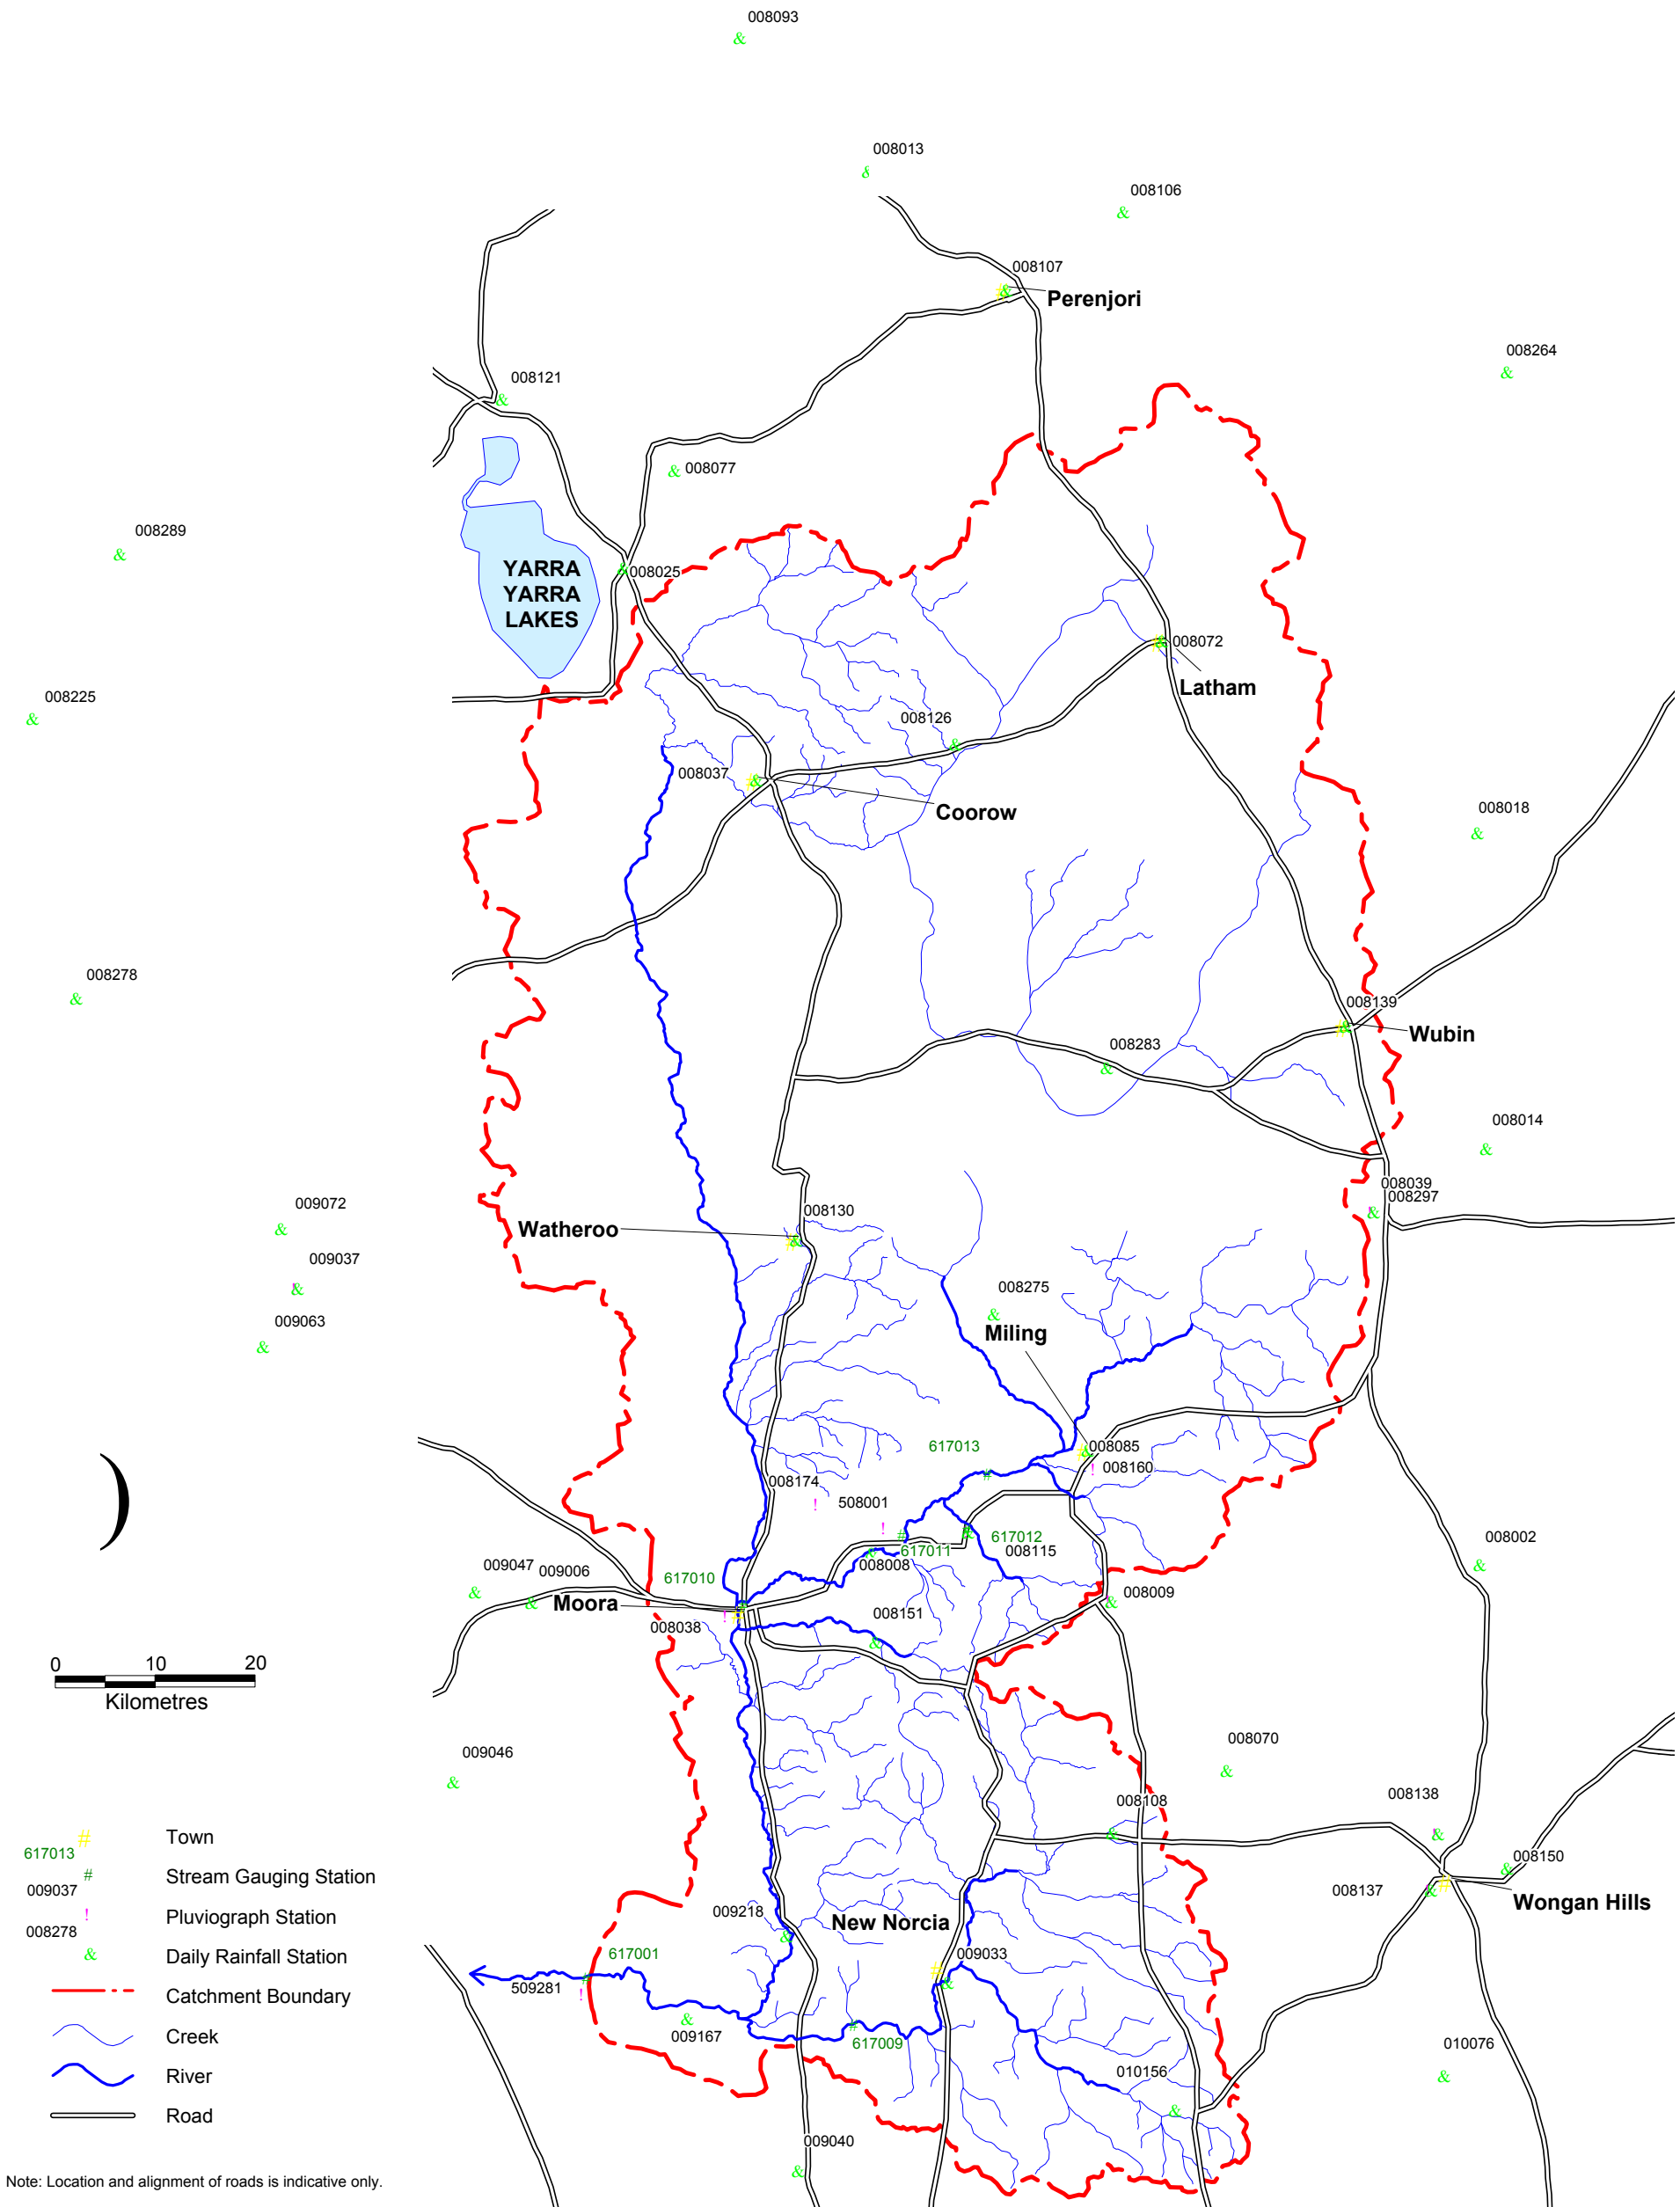 008093
008013
008106
008107
Perenjori
008264
008121
008077
008289
YARRA
YARRA
LAKES
008025
008072
Latham
008225
008126
008037
Coorow
008018
008278
008139
Wubin
008283
008014
008039
008297
009072
008130
Watheroo
009037
008275
009063
Miling
617013
008085
008160
008174
508001
617012
617011
008115
008008
008002
009047
009006
617010
008009
Moora
008038
008151
0 10 20
Kilometres
009046
008070
008108
008138
008150
008137
Wongan Hills
009218
New Norcia
009033
617001
509281
009167
617009
010156
010076
009040
# Town
617013
# Stream Gauging Station
009037
! Pluviograph Station
008278
& Daily Rainfall Station
Catchment Boundary
Creek
River
Road
Note: Location and alignment of roads is indicative only.